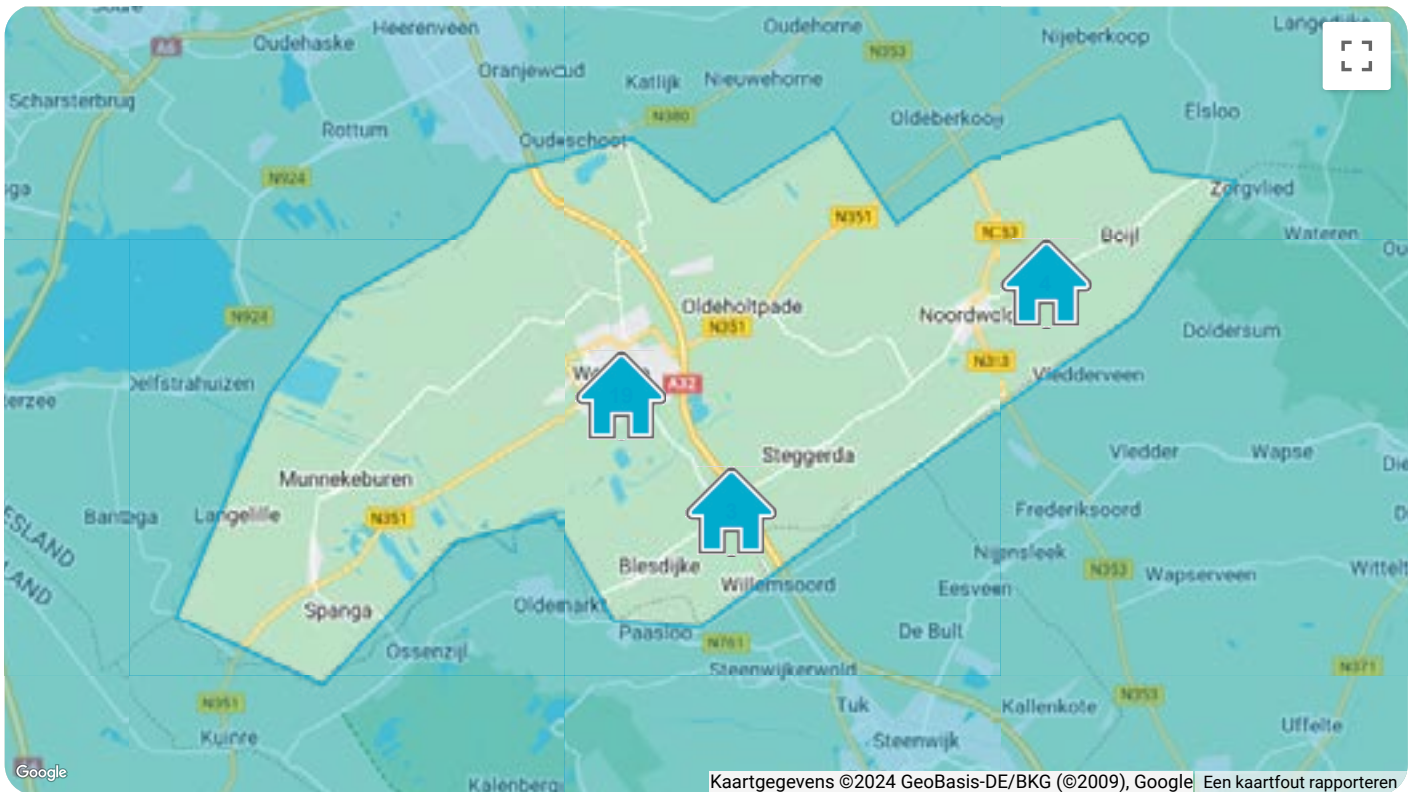 Oudehaske
Heerenveen
Oudehorne
A6
N353
Nijeberkoop
Oranjewoud
Katlijk
Nieuwehorne
Scharsterbrug
Rottum
N380
Oldeberkoop
Elsloo
Oudeschoot
N924
Zorgvlied
N351
N353
Boijl
Wateren
Oldeholtpade
N924
N351
Doldersum
A32
Vledderveen
Delfstrahuizen
Steggerda
Vledder
Wapse
Munnekeburen
Langelille
N351
Frederiksoord
Blesdijke
Nijensleek
N353
Wapserveen
Willemsoord
Eesveen
Oldemarkt
Spanga
Paasloo
N761
De Bult
Ossenzijl
Steenwijkerwold
N371
N351
Tuk
Kallenkote
N353
Kuinre
Steenwijk
Uffelte
Google
Kaartgegevens ©2024 GeoBasis-DE/BKG (©2009), Google
Een kaartfout rapporteren